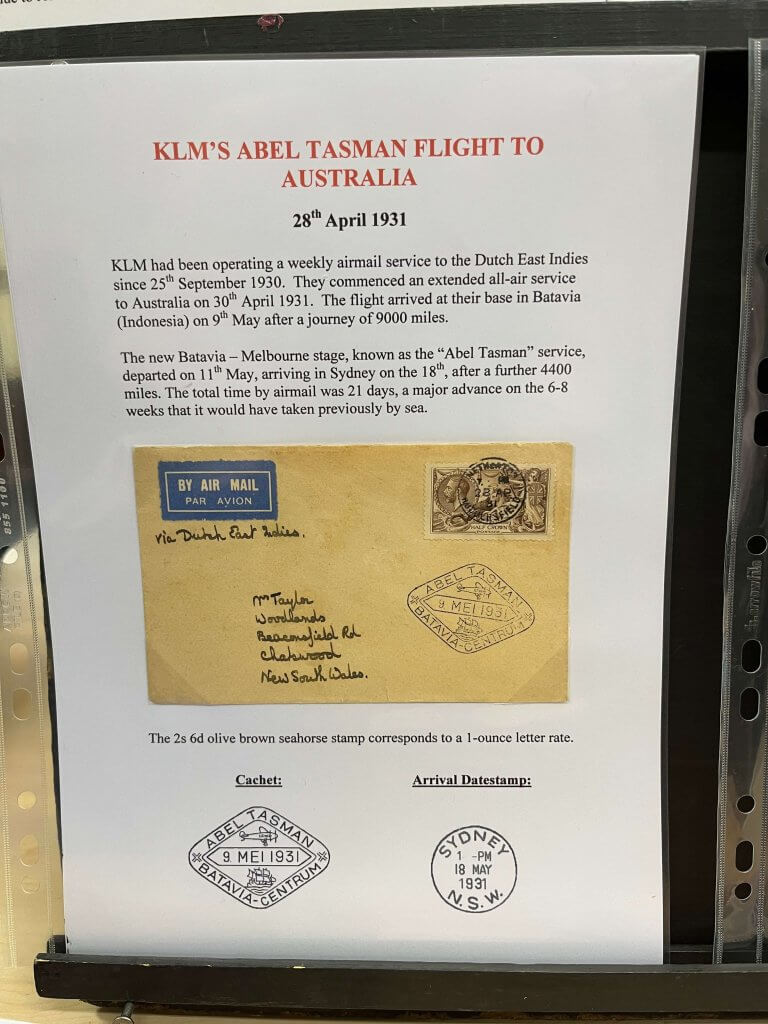 KLM'S ABEL TASMAN FLIGHT TO
AUSTRALIA
28th April 1931
KLM had been operating a weekly airmail service to the Dutch East Indies
since 25th September 1930. They commenced an extended all-air service
to Australia on 30th April 1931. The flight arrived at their base in Batavia
(Indonesia) on 9th May after a journey of 9000 miles.
The new Batavia – Melbourne stage, known as the "Abel Tasman" service,
departed on 11th May, arriving in Sydney on the 18th, after a further 4400
miles. The total time by airmail was 21 days, a major advance on the 6-8
weeks that it would have taken previously by sea.
BY AIR MAIL
PAR AVION
via Dutch East Indies.
HALF CROWN
Mr Taylor
Woodlands
Beaconsfield Rd
Chatswood
New South Wales.
ABEL TASMAN
9 MEI 1931
BATAVIA-CENTRUM
The 2s 6d olive brown seahorse stamp corresponds to a 1-ounce letter rate.
Cachet:
Arrival Datestamp:
ABEL TASMAN
9 MEI 1931
BATAVIA-CENTRUM
SYDNEY
1 -PM
18 MAY
1931
N.S.W.